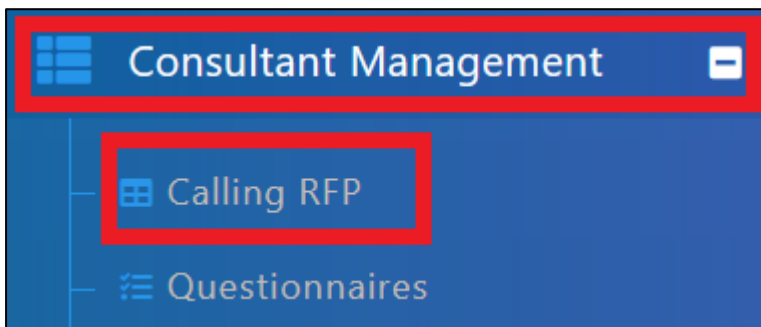 Consultant Management
Calling RFP
Questionnaires